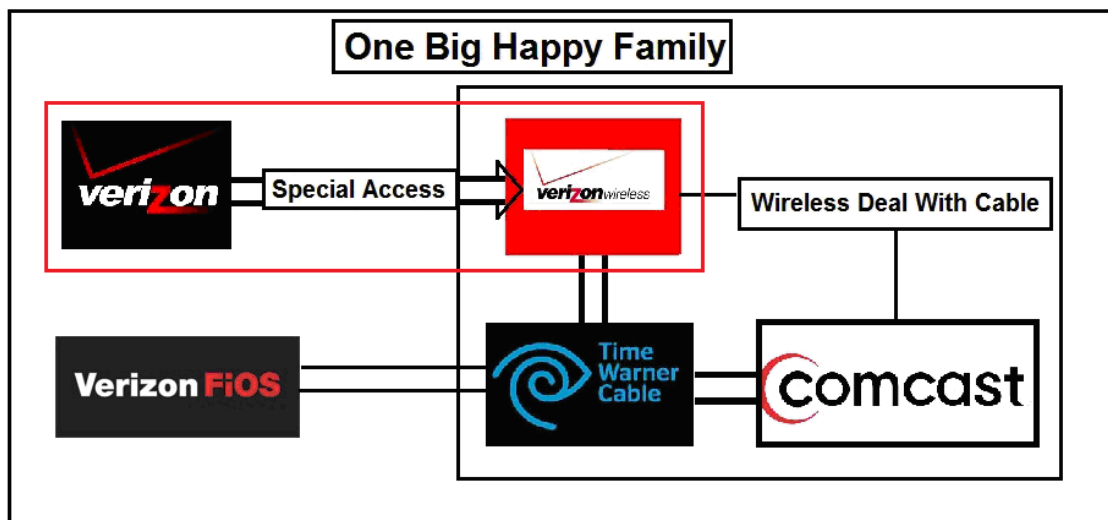 One Big Happy Family
verizon
Special Access
verizonwireless
Wireless Deal With Cable
Verizon FiOS
Time
Warner
Cable
comcast